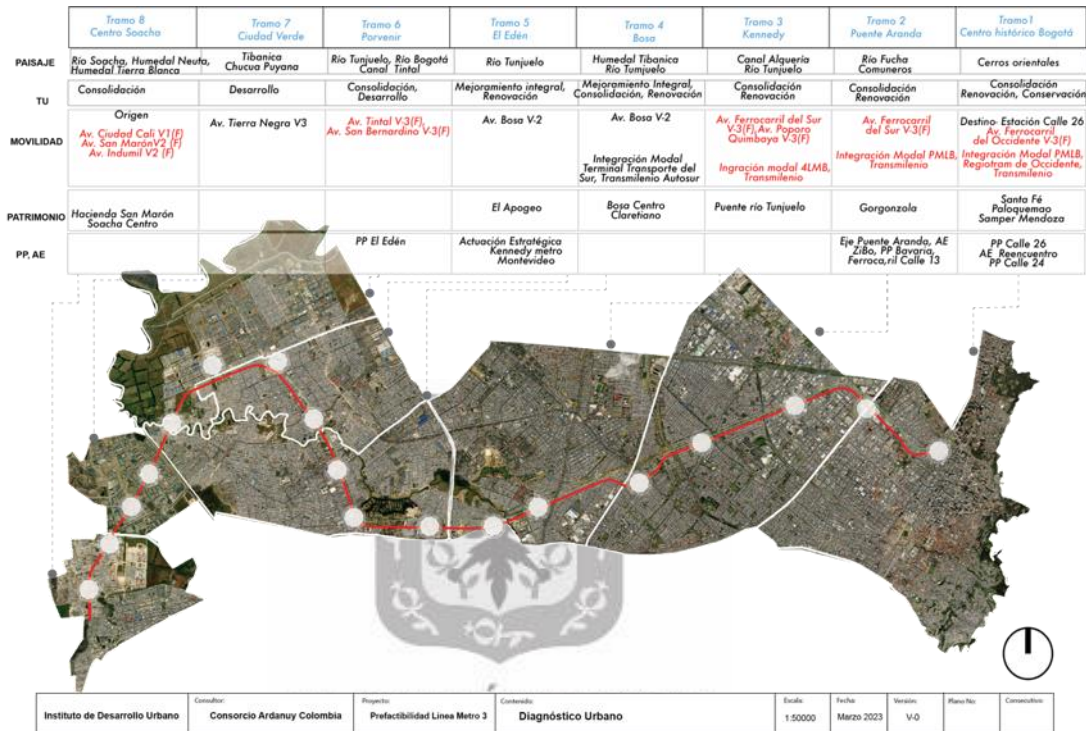 Tramo 8
Centro Soacha
Tramo 7
Ciudad Verde
Tramo 6
Porvenir
Tramo 5
El Edén
Tramo 4
Bosa
Tramo 3
Kennedy
Tramo 2
Puente Aranda
Tramo1
Centro histórico Bogotá
PAISAJE
Río Soacha, Humedal Neuta,
Humedal Tierra Blanca
Tibanica
Chucua Puyana
Río Tunjuelo, Río Bogotá
Canal Tintal
Río Tunjuelo
Humedal Tibanica
Río Tumjuelo
Canal Alqueria
Río Tunjuelo
Río Fucha
Comuneros
Cerros orientales
TU
Consolidación
Desarrollo
Consolidación,
Desarrollo
Mejoramiento integral,
Renovación
Mejoramiento Integral,
Consolidación, Renovación
Consolidación
Renovación
Consolidación
Renovación
Consolidación
Renovación, Conservación
MOVILIDAD
Origen
Av. Ciudad Cali V1(F)
Av. San MarónV2 (F)
Av. Indumil V2 (F)
Av. Tierra Negra V3
Av. Tintal V-3(F),
Av. San Bernardino V-3(F)
Av. Bosa V-2
Av. Bosa V-2
Integración Modal
Terminal Transporte del
Sur, Transmilenio Autosur
Av. Ferrocarril del Sur
V-3(F),Av. Poporo
Quimbaya V-3(F)
Ingración modal 4LMB,
Transmilenio
Av. Ferrocarril
del Sur V-3(F)
Integración Modal PMLB,
Transmilenio
Destino- Estación Calle 26
Av. Ferrocarril
del Occidente V-3(F)
Integración Modal PMLB,
Regiotram de Occidente,
Transmilenio
PATRIMONIO
Hacienda San Marón
Soacha Centro
El Apogeo
Bosa Centro
Claretiano
Puente río Tunjuelo
Gorgonzola
Santa Fé
Paloquemao
Samper Mendoza
PP, AE
PP El Edén
Actuación Estratégica
Kennedy metro
Montevideo
Eje Puente Aranda, AE
ZiBo, PP Bavaria,
Ferroca,ril Calle 13
PP Calle 26
AE Reencuentro
PP Calle 24
Instituto de Desarrollo Urbano
Consultor:
Consorcio Ardanuy Colombia
Proyecto:
Prefactibilidad Linea Metro 3
Contenido:
Diagnóstico Urbano
Escala:
1:50000
Fecha:
Marzo 2023
Versión:
V-0
Plano No:
Consecutivo: